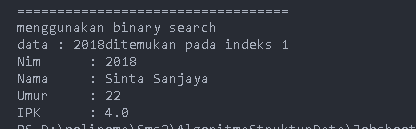 ==================================
menggunakan binary search
data : 2018ditemukan pada indeks 1
Nim : 2018
Nama : Sinta Sanjaya
Umur : 22
IPK : 4.0